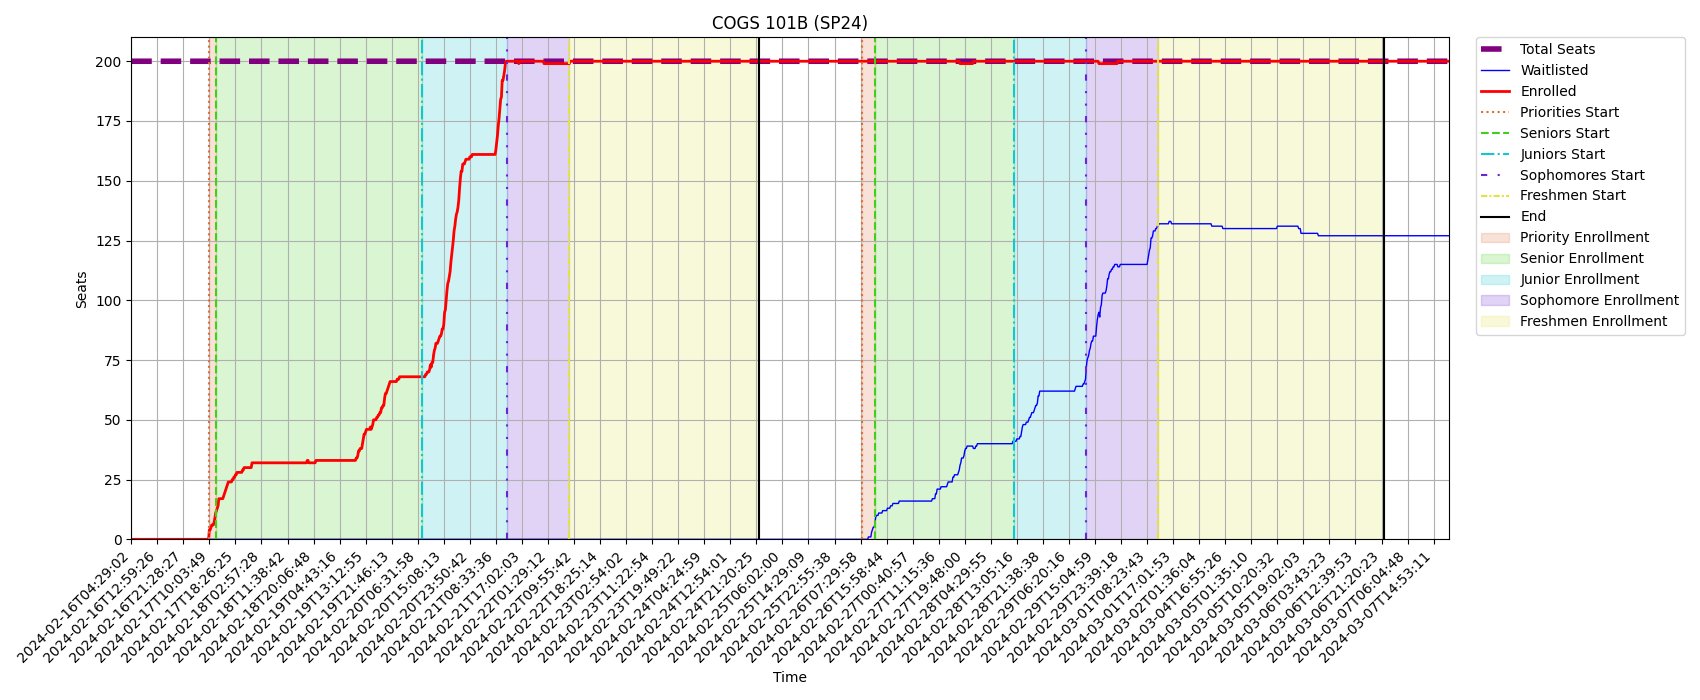 COGS 101B (SP24)
Total Seats
Waitlisted
Enrolled
Priorities Start
Seniors Start
Juniors Start
Sophomores Start
Freshmen Start
End
Priority Enrollment
Senior Enrollment
Junior Enrollment
Sophomore Enrollment
Freshmen Enrollment
Seats
200
175
150
125
100
75
50
25
0
2024-02-16T04:29:02
2024-02-16T12:59:26
2024-02-16T21:28:27
2024-02-17T10:03:49
2024-02-17T18:26:25
2024-02-18T02:57:28
2024-02-18T11:38:42
2024-02-18T20:06:48
2024-02-19T04:43:16
2024-02-19T13:12:55
2024-02-19T21:46:13
2024-02-20T06:31:58
2024-02-20T15:08:13
2024-02-20T23:50:42
2024-02-21T08:33:36
2024-02-21T17:02:03
2024-02-22T01:29:12
2024-02-22T09:55:42
2024-02-22T18:25:14
2024-02-23T02:54:02
2024-02-23T11:22:54
2024-02-23T19:49:22
2024-02-24T04:24:59
2024-02-24T12:54:01
2024-02-24T21:20:25
2024-02-25T06:02:00
2024-02-25T14:29:09
2024-02-25T22:55:38
2024-02-26T07:29:58
2024-02-26T15:58:44
2024-02-27T00:40:57
2024-02-27T11:15:36
2024-02-27T19:48:00
2024-02-28T04:29:55
2024-02-28T13:05:16
2024-02-28T21:38:38
2024-02-29T06:20:16
2024-02-29T15:04:59
2024-02-29T23:39:18
2024-03-01T08:23:43
2024-03-01T17:01:53
2024-03-02T01:36:04
2024-03-04T16:55:26
2024-03-05T01:35:10
2024-03-05T10:20:32
2024-03-05T19:02:03
2024-03-06T03:43:23
2024-03-06T12:39:53
2024-03-06T21:20:23
2024-03-07T06:04:48
2024-03-07T14:53:11
Time